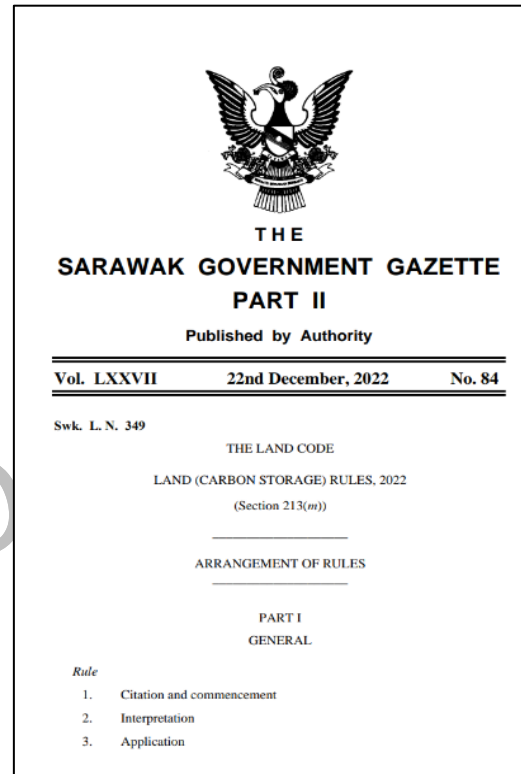 THE
SARAWAK GOVERNMENT GAZETTE
PART II
Published by Authority
Vol. LXXVII 22nd December, 2022 No. 84
Swk. L. N. 349
THE LAND CODE
LAND (CARBON STORAGE) RULES, 2022
(Section 213(m))
ARRANGEMENT OF RULES
PART I
GENERAL
Rule
1. Citation and commencement
2. Interpretation
3. Application